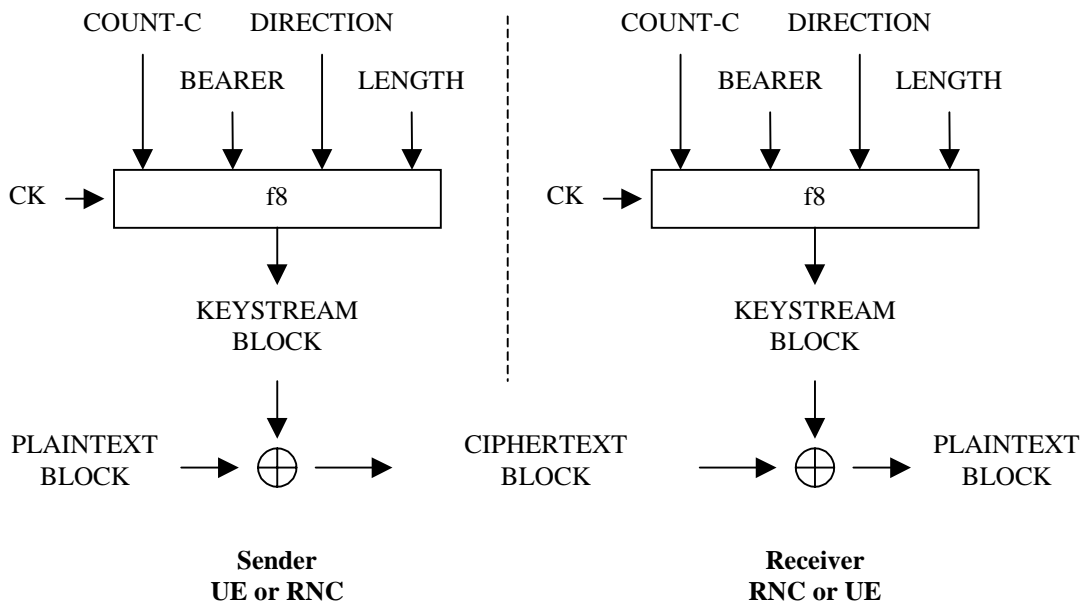 COUNT-C DIRECTION COUNT-C DIRECTION
BEARER LENGTH BEARER LENGTH
CK f8 CK f8
KEYSTREAM KEYSTREAM
BLOCK BLOCK
PLAINTEXT CIPHERTEXT PLAINTEXT
BLOCK BLOCK BLOCK
Sender Receiver
UE or RNC RNC or UE